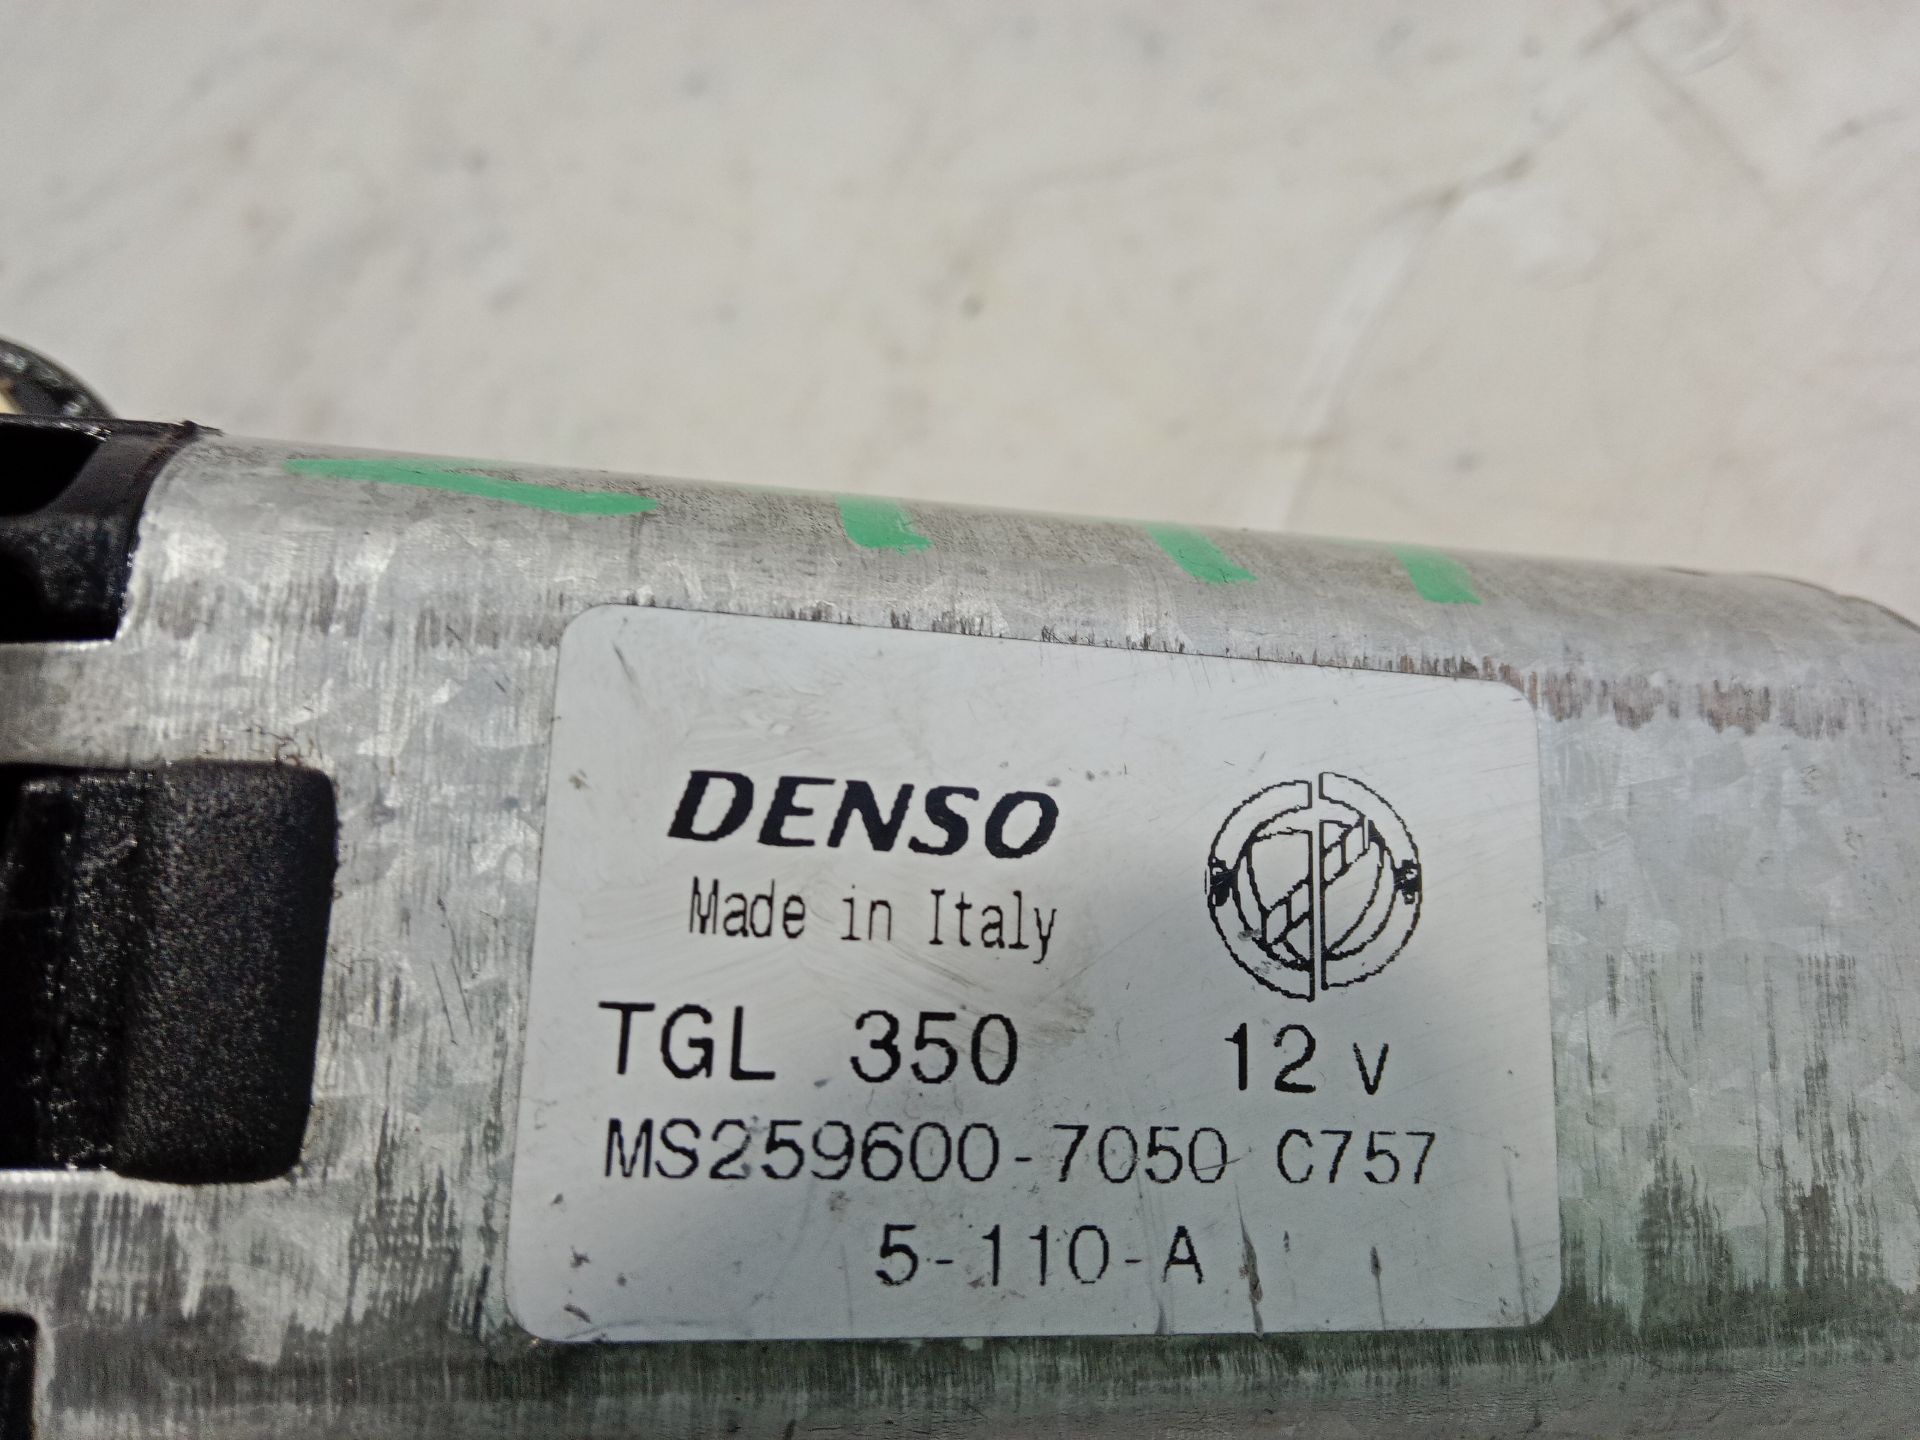 DENSO
Made in Italy
TGL 350 12 V
MS259600-7050 C757
5-110-A